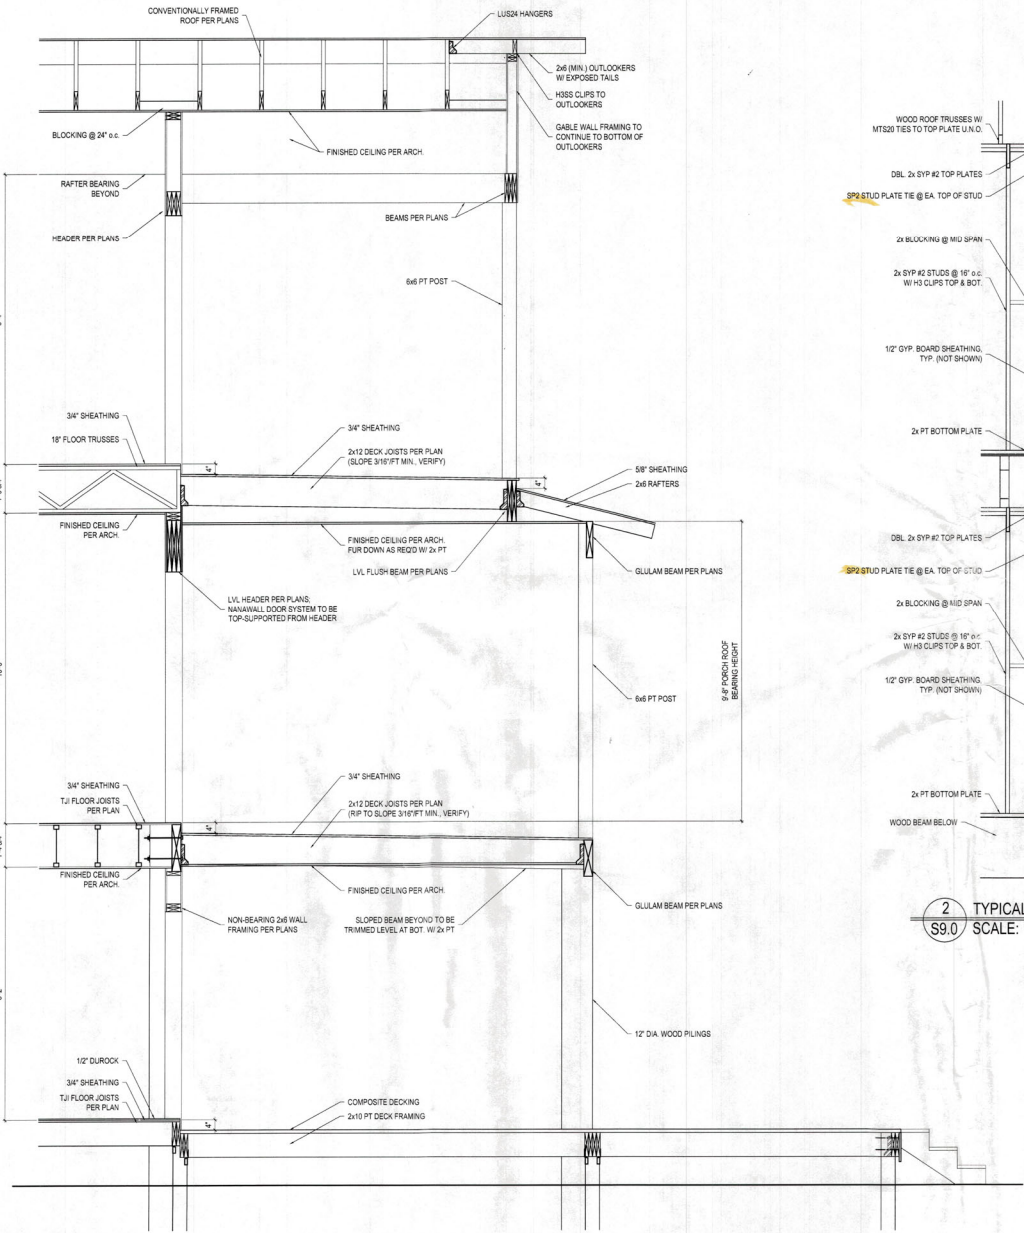 CONVENTIONALLY FRAMED
ROOF PER PLANS
LUS24 HANGERS
2x6 (MIN.) OUTLOOKERS
W/ EXPOSED TAILS
H3SS CLIPS TO
OUTLOOKERS
GABLE WALL FRAMING TO
CONTINUE TO BOTTOM OF
OUTLOOKERS
BLOCKING @ 24" o.c.
FINISHED CEILING PER ARCH.
RAFTER BEARING
BEYOND
HEADER PER PLANS
BEAMS PER PLANS
6x6 PT POST
3/4" SHEATHING
18" FLOOR TRUSSES
4"
3/4" SHEATHING
2x12 DECK JOISTS PER PLAN
(SLOPE 3/16"/FT MIN., VERIFY)
4"
5/8" SHEATHING
2x6 RAFTERS
FINISHED CEILING
PER ARCH.
FINISHED CEILING PER ARCH.
FUR DOWN AS REQ'D W/ 2x PT
LVL FLUSH BEAM PER PLANS
GLULAM BEAM PER PLANS
LVL HEADER PER PLANS;
NANAWALL DOOR SYSTEM TO BE
TOP-SUPPORTED FROM HEADER
9'-8" PORCH ROOF
BEARING HEIGHT
6x6 PT POST
3/4" SHEATHING
TJI FLOOR JOISTS
PER PLAN
4"
3/4" SHEATHING
2x12 DECK JOISTS PER PLAN
(RIP TO SLOPE 3/16"/FT MIN., VERIFY)
FINISHED CEILING
PER ARCH.
FINISHED CEILING PER ARCH.
GLULAM BEAM PER PLANS
NON-BEARING 2x6 WALL
FRAMING PER PLANS
SLOPED BEAM BEYOND TO BE
TRIMMED LEVEL AT BOT. W/ 2x PT
12" DIA. WOOD PILINGS
1/2" DUROCK
3/4" SHEATHING
TJI FLOOR JOISTS
PER PLAN
4"
COMPOSITE DECKING
2x10 PT DECK FRAMING
WOOD ROOF TRUSSES W/
MTS20 TIES TO TOP PLATE U.N.O.
DBL. 2x SYP #2 TOP PLATES
SP2 STUD PLATE TIE @ EA. TOP OF STUD
2x BLOCKING @ MID SPAN
2x SYP #2 STUDS @ 16" o.c.
W/ H3 CLIPS TOP & BOT.
1/2" GYP. BOARD SHEATHING,
TYP. (NOT SHOWN)
2x PT BOTTOM PLATE
DBL. 2x SYP #2 TOP PLATES
SP2 STUD PLATE TIE @ EA. TOP OF STUD
2x BLOCKING @ MID SPAN
2x SYP #2 STUDS @ 16" o.c.
W/ H3 CLIPS TOP & BOT.
1/2" GYP. BOARD SHEATHING,
TYP. (NOT SHOWN)
2x PT BOTTOM PLATE
WOOD BEAM BELOW
2
S9.0
TYPICAL
SCALE: